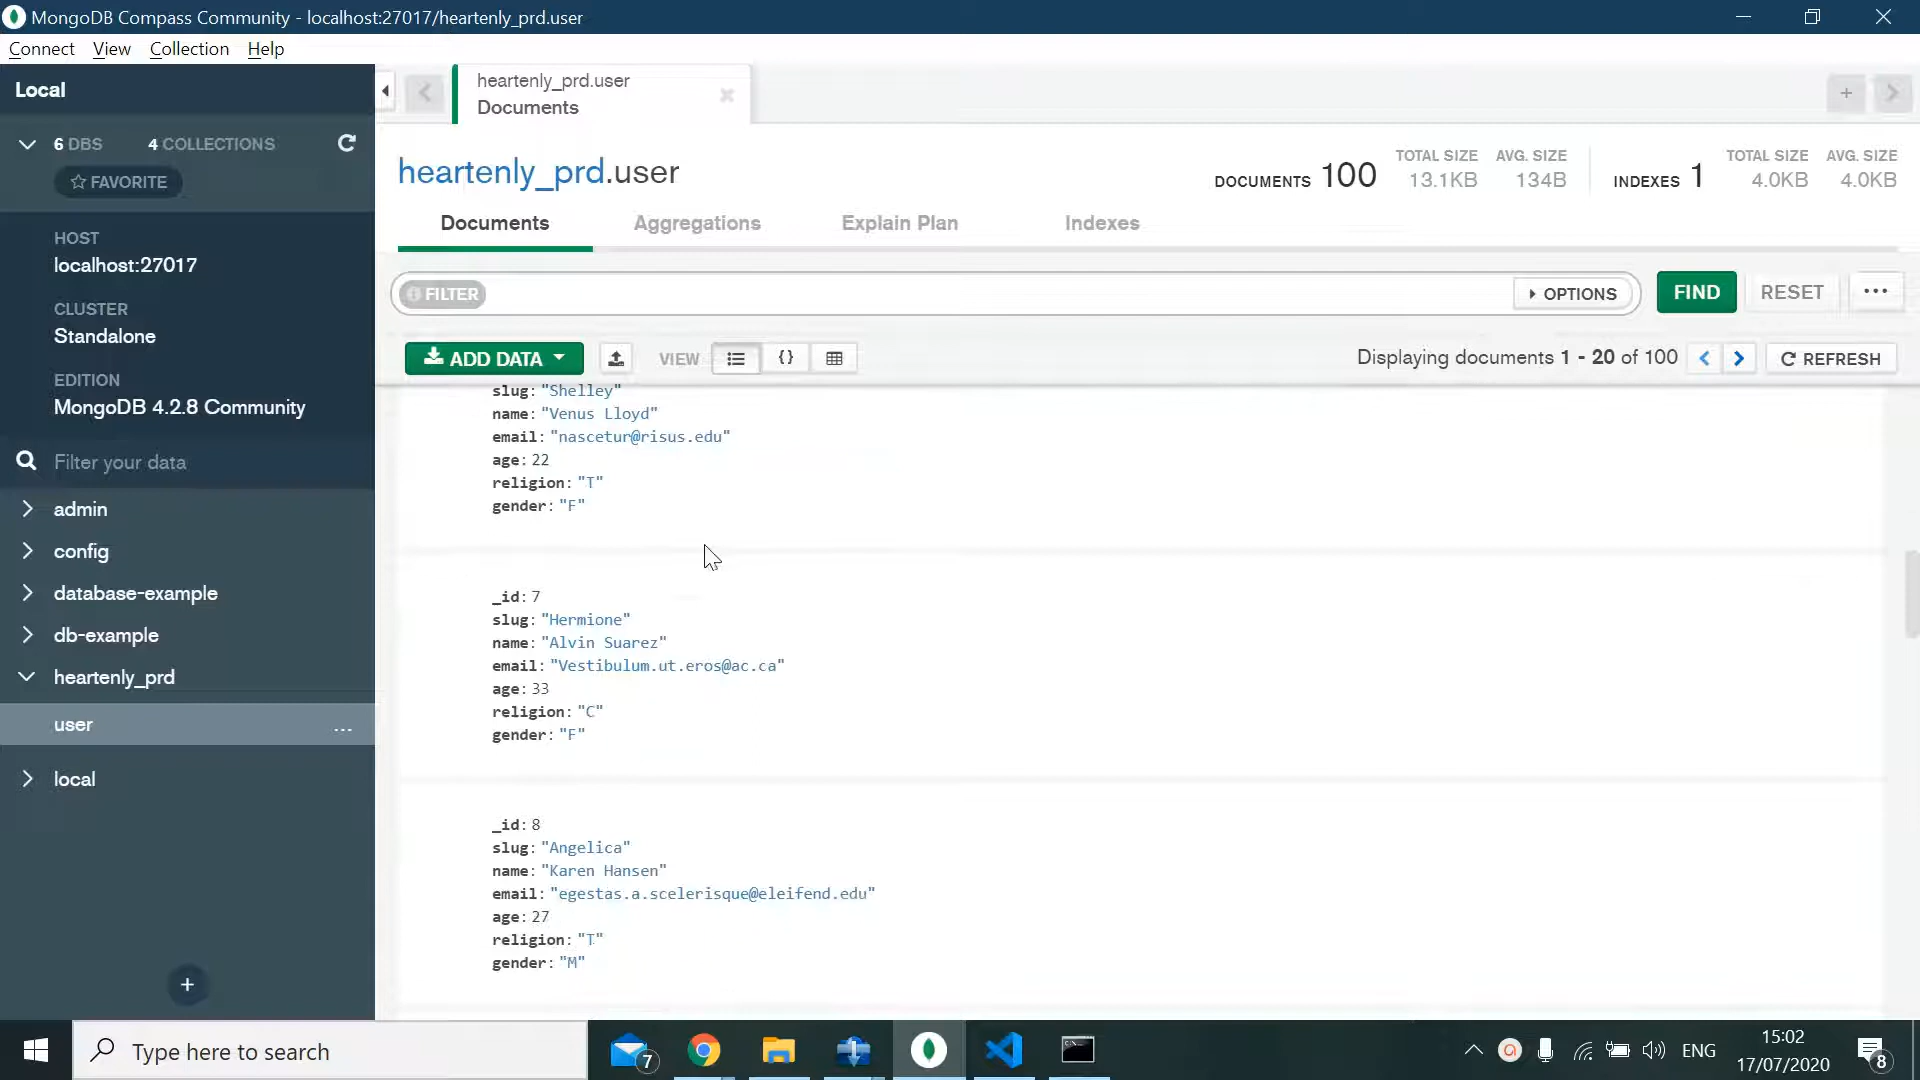 MongoDB Compass Community - localhost:27017/heartenly_prd.user
Connect View Collection Help
Local
heartenly_prd.user
Documents
6 DBS 4 COLLECTIONS
FAVORITE
heartenly_prd.user
DOCUMENTS 100
TOTAL SIZE
13.1KB
AVG. SIZE
134B
INDEXES 1
TOTAL SIZE
4.0KB
AVG. SIZE
4.0KB
Documents Aggregations Explain Plan Indexes
HOST
localhost:27017
CLUSTER
Standalone
EDITION
MongoDB 4.2.8 Community
FILTER
OPTIONS
FIND
RESET
ADD DATA
VIEW
Displaying documents 1 - 20 of 100
REFRESH
Filter your data
admin
config
database-example
db-example
heartenly_prd
user
local
slug: "Shelley"
name: "Venus Lloyd"
email: "nascetur@risus.edu"
age: 22
religion: "T"
gender: "F"
_id: 7
slug: "Hermione"
name: "Alvin Suarez"
email: "Vestibulum.ut.eros@ac.ca"
age: 33
religion: "C"
gender: "F"
_id: 8
slug: "Angelica"
name: "Karen Hansen"
email: "egestas.a.scelerisque@eleifend.edu"
age: 27
religion: "T"
gender: "M"
Type here to search
7
ENG
15:02
17/07/2020
8